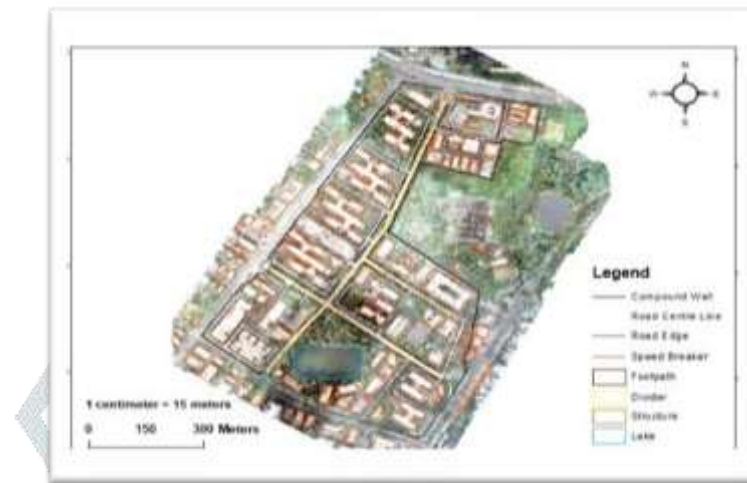 N
W E
S
Legend
Compound Wall
Road Centre Line
Road Edge
Speed Breaker
Footpath
Divider
Structure
Lake
1 centimeter = 15 meters
0 150 300 Meters